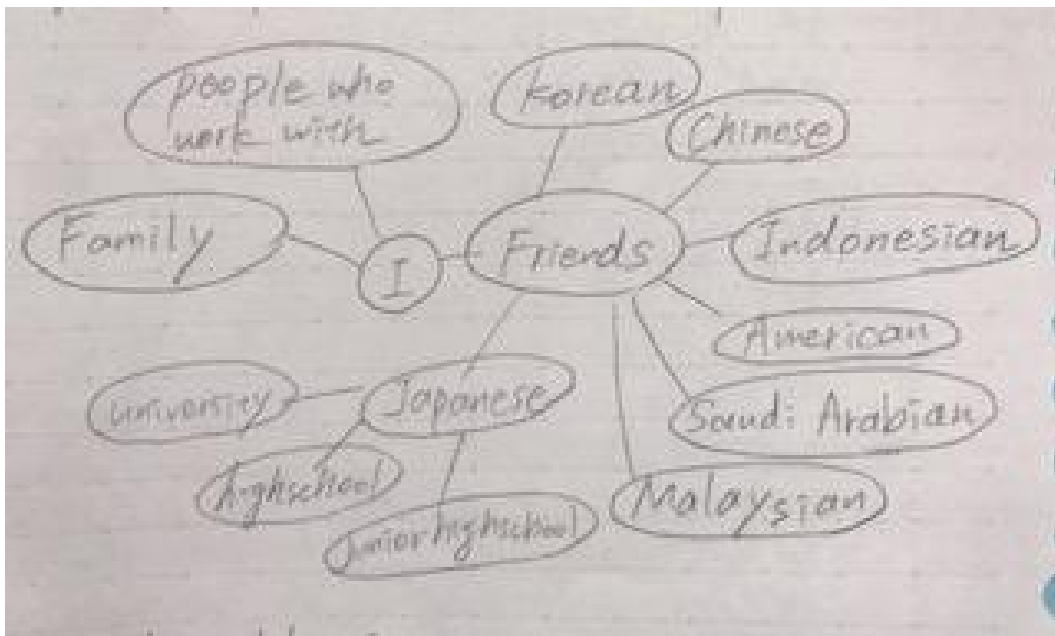 people who
work with
Korean
Chinese
Family
I
Friends
Indonesian
American
university
Japanese
Saudi Arabian
highschool
Malaysian
Junior highschool